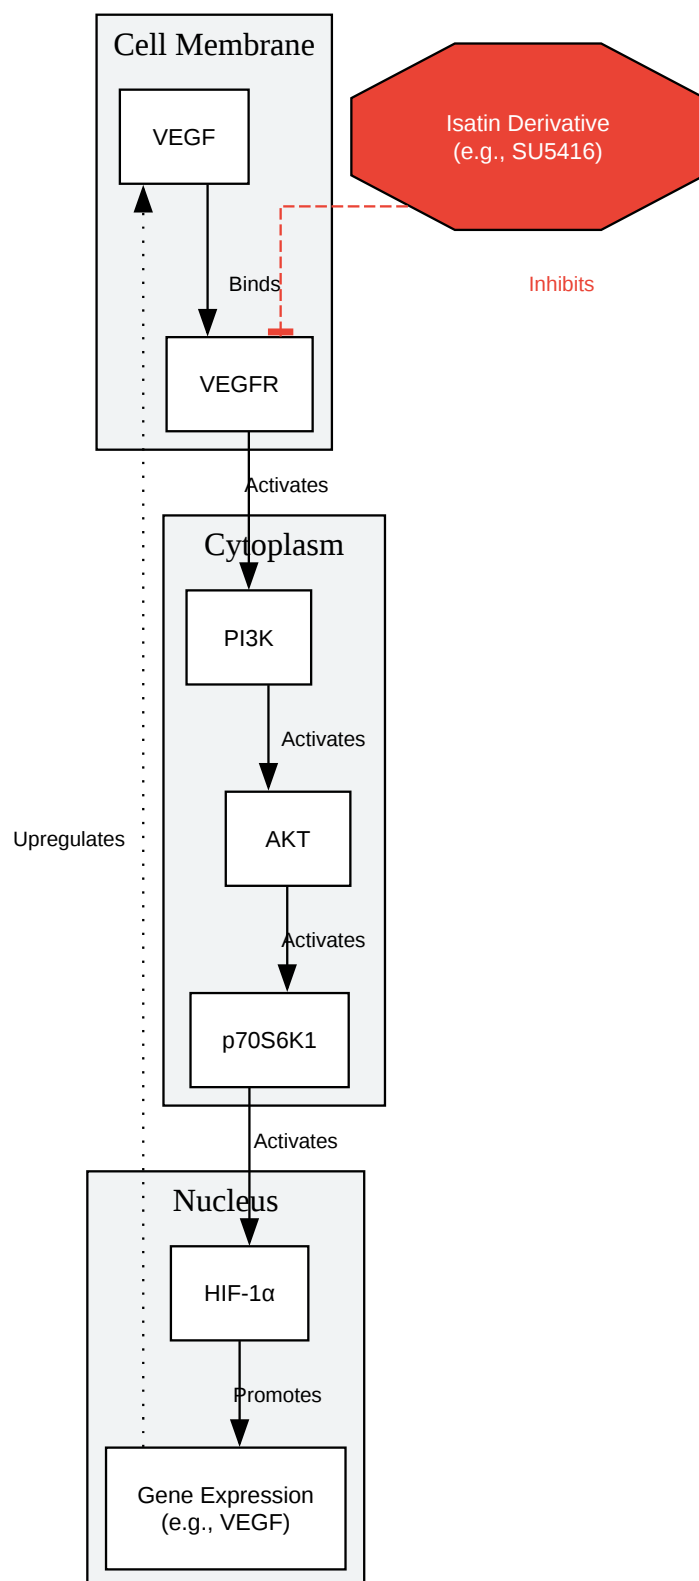 Cell Membrane
VEGF
Isatin Derivative
(e.g., SU5416)
Binds
Inhibits
VEGFR
Activates
Cytoplasm
PI3K
Activates
Upregulates
AKT
Activates
p70S6K1
Activates
Nucleus
HIF-1α
Promotes
Gene Expression
(e.g., VEGF)